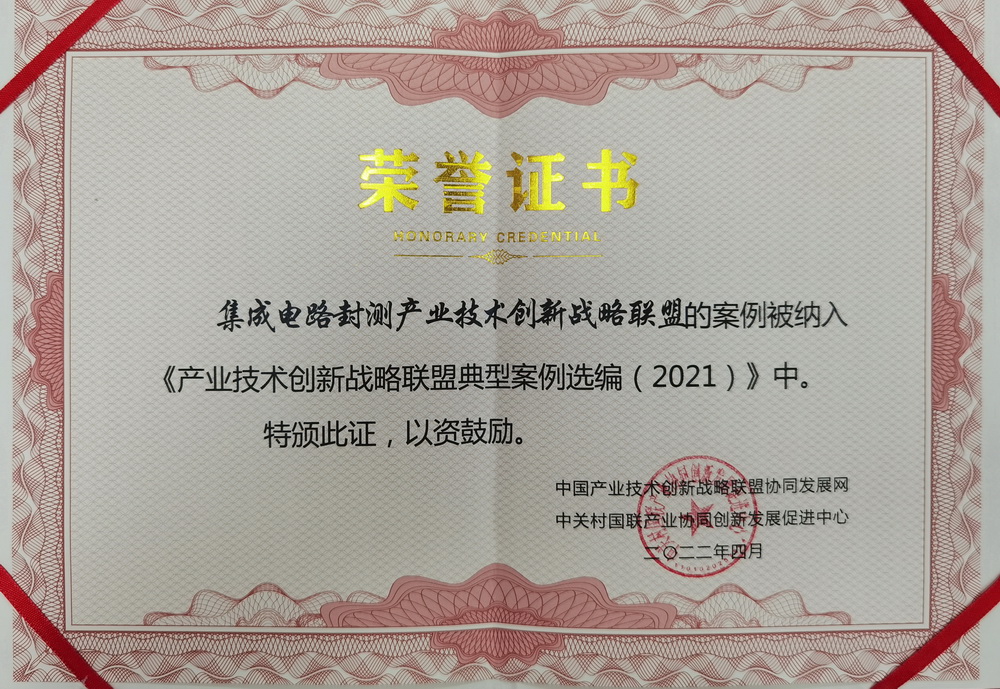 荣誉证书
HONORARY CREDENTIAL
集成电路封测产业技术创新战略联盟的案例被纳入
《产业技术创新战略联盟典型案例选编（2021）》中。
特颁此证，以资鼓励。
中国产业技术创新战略联盟协同发展网
中关村国联产业协同创新发展促进中心
二〇二二年四月